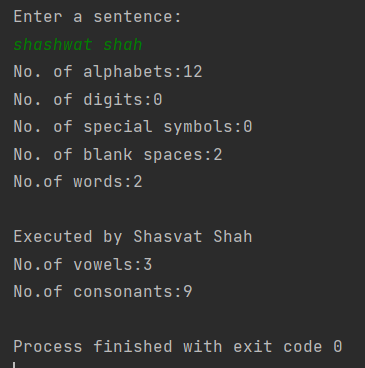 Enter a sentence:
shashwat shah
No. of alphabets:12
No. of digits:0
No. of special symbols:0
No. of blank spaces:2
No.of words:2
Executed by Shasvat Shah
No.of vowels:3
No.of consonants:9
Process finished with exit code 0